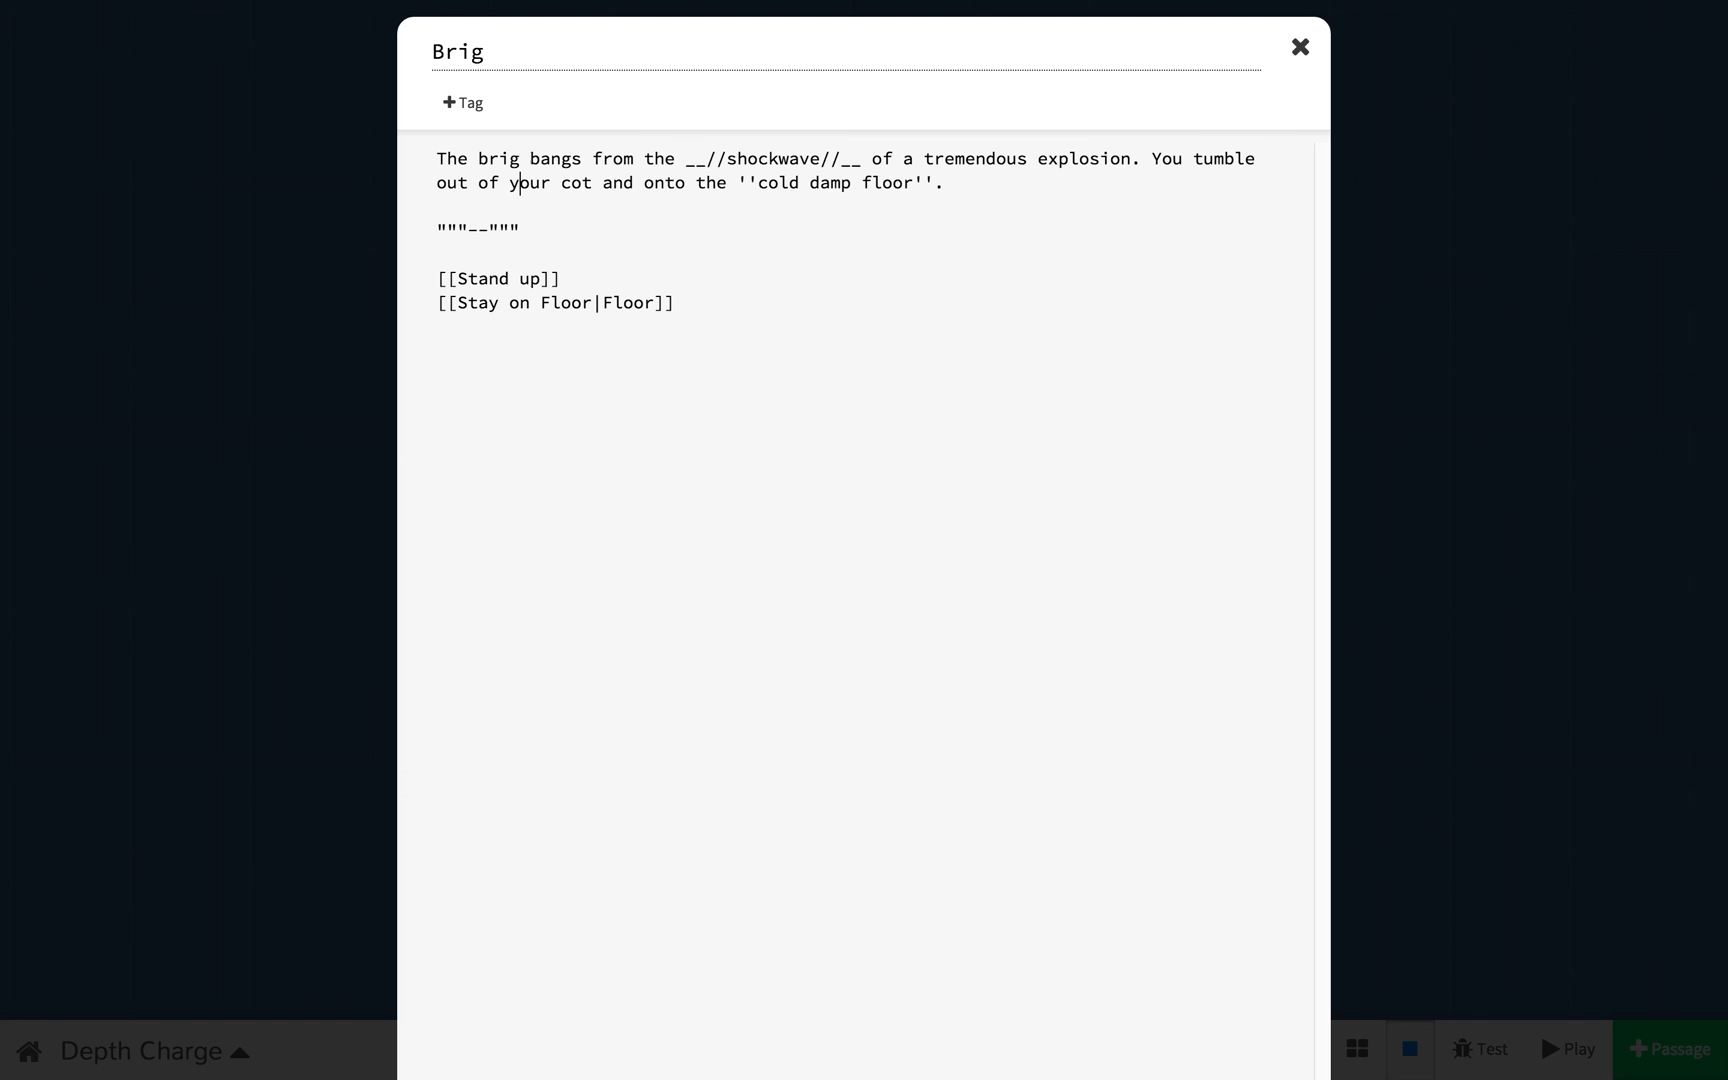 Brig
Tag
The brig bangs from the __//shockwave//__ of a tremendous explosion. You tumble
out of your cot and onto the ''cold damp floor''.
"""--"""
[[Stand up]]
[[Stay on Floor|Floor]]
Depth Charge
Test
Play
Passage